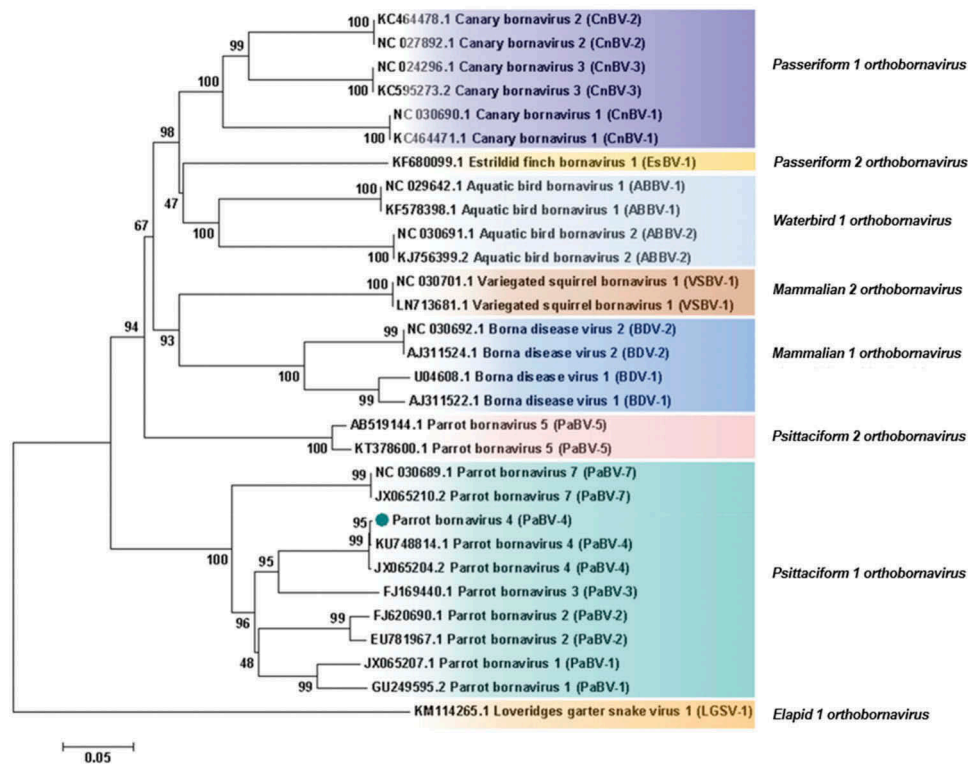 100 KC464478.1 Canary bornavirus 2 (CnBV-2)
99 NC 027892.1 Canary bornavirus 2 (CnBV-2)
NC 024296.1 Canary bornavirus 3 (CnBV-3) Passeriform 1 orthobornavirus
100 100 KC595273.2 Canary bornavirus 3 (CnBV-3)
NC 030690.1 Canary bornavirus 1 (CnBV-1)
98 100 KC464471.1 Canary bornavirus 1 (CnBV-1)
KF680099.1 Estrildid finch bornavirus 1 (EsBV-1) Passeriform 2 orthobornavirus
47 100 NC 029642.1 Aquatic bird bornavirus 1 (ABBV-1)
67 KF578398.1 Aquatic bird bornavirus 1 (ABBV-1) Waterbird 1 orthobornavirus
100 NC 030691.1 Aquatic bird bornavirus 2 (ABBV-2)
100 KJ756399.2 Aquatic bird bornavirus 2 (ABBV-2)
100 NC 030701.1 Variegated squirrel bornavirus 1 (VSBV-1) Mammalian 2 orthobornavirus
LN713681.1 Variegated squirrel bornavirus 1 (VSBV-1)
94 93 99 NC 030692.1 Borna disease virus 2 (BDV-2)
AJ311524.1 Borna disease virus 2 (BDV-2) Mammalian 1 orthobornavirus
100 U04608.1 Borna disease virus 1 (BDV-1)
99 AJ311522.1 Borna disease virus 1 (BDV-1)
AB519144.1 Parrot bornavirus 5 (PaBV-5) Psittaciform 2 orthobornavirus
100 KT378600.1 Parrot bornavirus 5 (PaBV-5)
99 NC 030689.1 Parrot bornavirus 7 (PaBV-7)
JX065210.2 Parrot bornavirus 7 (PaBV-7)
95 Parrot bornavirus 4 (PaBV-4)
100 99 KU748814.1 Parrot bornavirus 4 (PaBV-4)
95 JX065204.2 Parrot bornavirus 4 (PaBV-4) Psittaciform 1 orthobornavirus
FJ169440.1 Parrot bornavirus 3 (PaBV-3)
96 99 FJ620690.1 Parrot bornavirus 2 (PaBV-2)
EU781967.1 Parrot bornavirus 2 (PaBV-2)
48 JX065207.1 Parrot bornavirus 1 (PaBV-1)
99 GU249595.2 Parrot bornavirus 1 (PaBV-1)
KM114265.1 Loveridges garter snake virus 1 (LGSV-1) Elapid 1 orthobornavirus
0.05